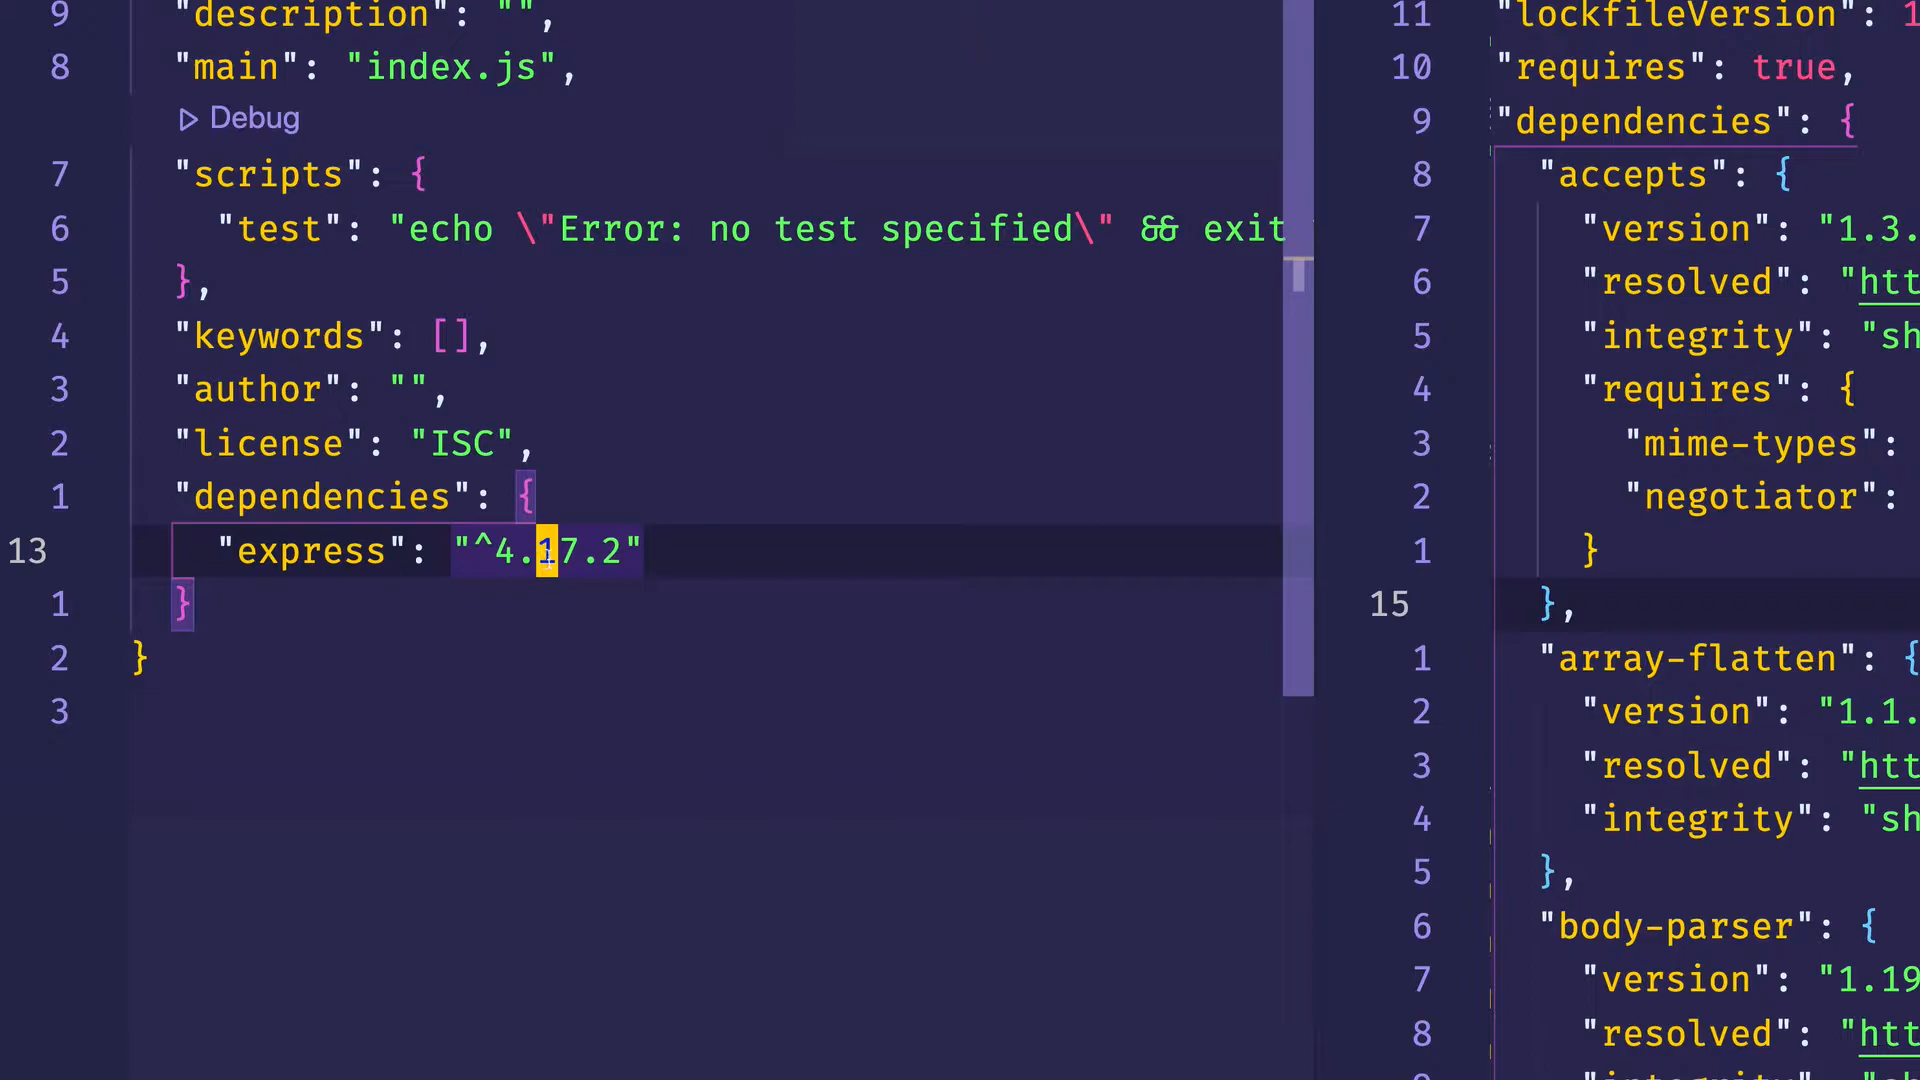 9 "description": "",
8 "main": "index.js",
Debug
7 "scripts": {
6 "test": "echo \"Error: no test specified\" && exit
5 },
4 "keywords": [],
3 "author": "",
2 "license": "ISC",
1 "dependencies": {
13 "express": "^4.17.2"
1 }
2 }
3
11 "lockfileVersion": 1
10 "requires": true,
9 "dependencies": {
8 "accepts": {
7 "version": "1.3.
6 "resolved": "htt
5 "integrity": "sh
4 "requires": {
3 "mime-types":
2 "negotiator":
1 }
15 },
1 "array-flatten": {
2 "version": "1.1.
3 "resolved": "htt
4 "integrity": "sh
5 },
6 "body-parser": {
7 "version": "1.19
8 "resolved": "htt